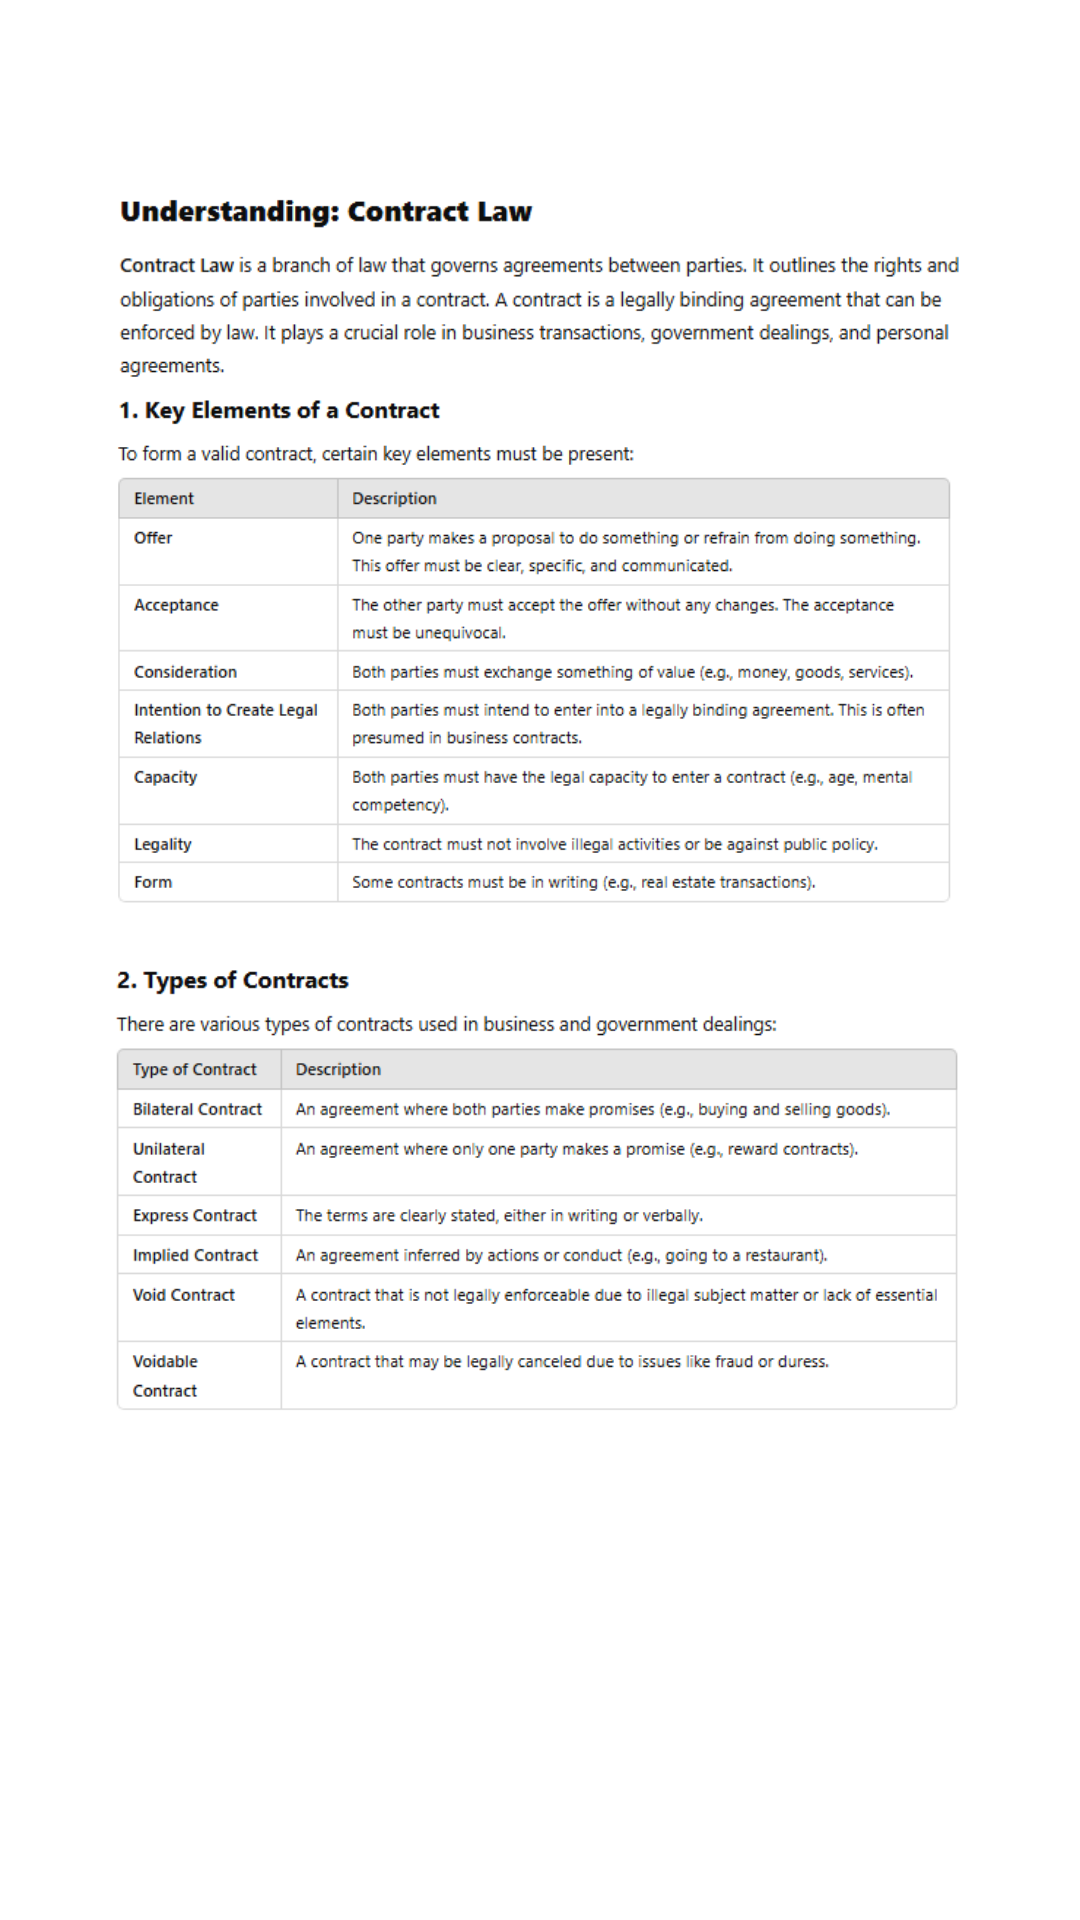 Understanding: Contract Law
Contract Law is a branch of law that governs agreements between parties. It outlines the rights and
obligations of parties involved in a contract. A contract is a legally binding agreement that can be
enforced by law. It plays a crucial role in business transactions, government dealings, and personal
agreements.
1. Key Elements of a Contract
To form a valid contract, certain key elements must be present:
Element Description
Offer One party makes a proposal to do something or refrain from doing something.
This offer must be clear, specific, and communicated.
Acceptance The other party must accept the offer without any changes. The acceptance
must be unequivocal.
Consideration Both parties must exchange something of value (e.g., money, goods, services).
Intention to Create Legal Both parties must intend to enter into a legally binding agreement. This is often
Relations presumed in business contracts.
Capacity Both parties must have the legal capacity to enter a contract (e.g., age, mental
competency).
Legality The contract must not involve illegal activities or be against public policy.
Form Some contracts must be in writing (e.g., real estate transactions).
2. Types of Contracts
There are various types of contracts used in business and government dealings:
Type of Contract Description
Bilateral Contract An agreement where both parties make promises (e.g., buying and selling goods).
Unilateral An agreement where only one party makes a promise (e.g., reward contracts).
Contract
Express Contract The terms are clearly stated, either in writing or verbally.
Implied Contract An agreement inferred by actions or conduct (e.g., going to a restaurant).
Void Contract A contract that is not legally enforceable due to illegal subject matter or lack of essential
elements.
Voidable A contract that may be legally canceled due to issues like fraud or duress.
Contract